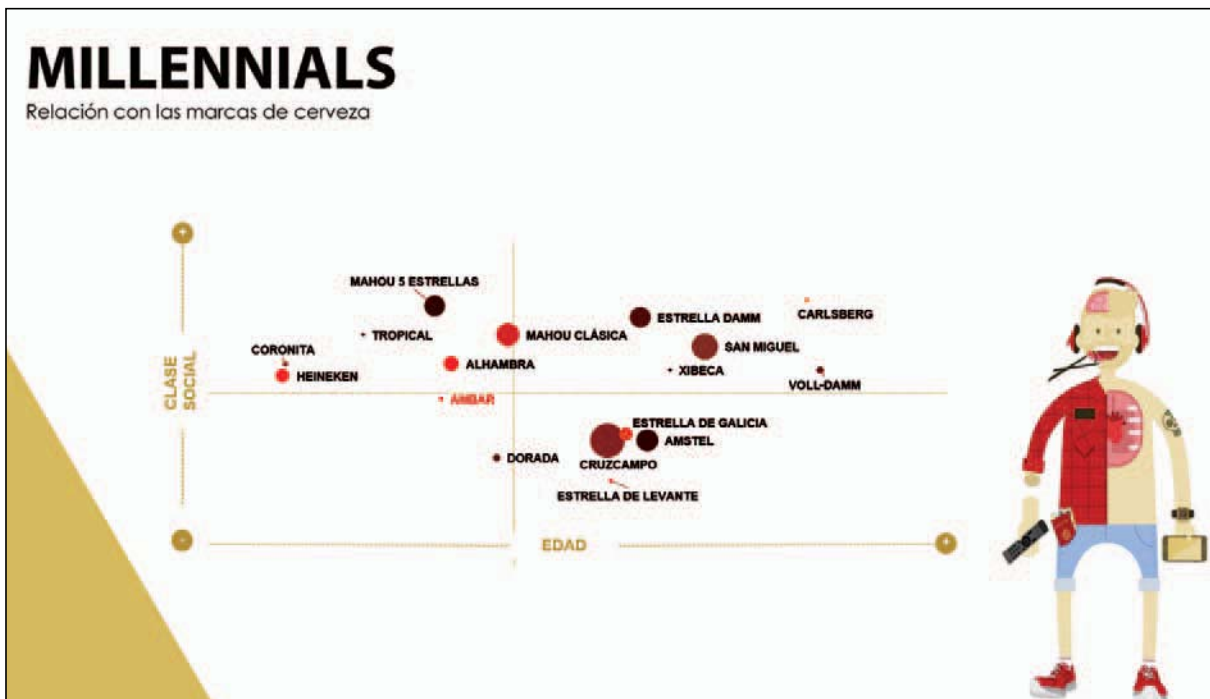 MILLENNIALS
Relación con las marcas de cerveza
+
MAHOU 5 ESTRELLAS
CARLSBERG
ESTRELLA DAMM
TROPICAL
MAHOU CLÁSICA
SAN MIGUEL
CORONITA
ALHAMBRA
XIBECA
HEINEKEN
VOLL-DAMM
CLASE
SOCIAL
AMBAR
ESTRELLA DE GALICIA
AMSTEL
DORADA
CRUZCAMPO
ESTRELLA DE LEVANTE
-
EDAD
+